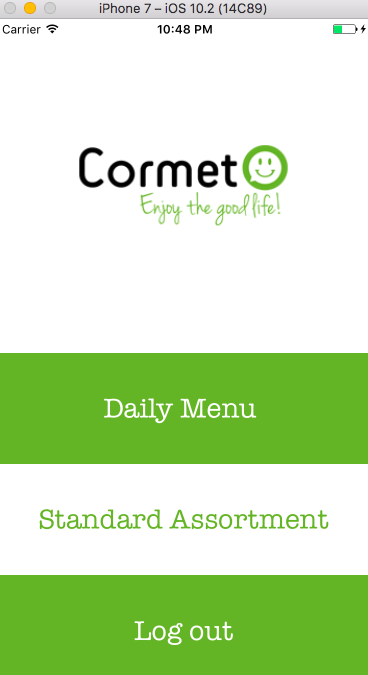 iPhone 7 – iOS 10.2 (14C89)
Carrier 10:48 PM
Cormet
Enjoy the good life!
Daily Menu
Standard Assortment
Log out